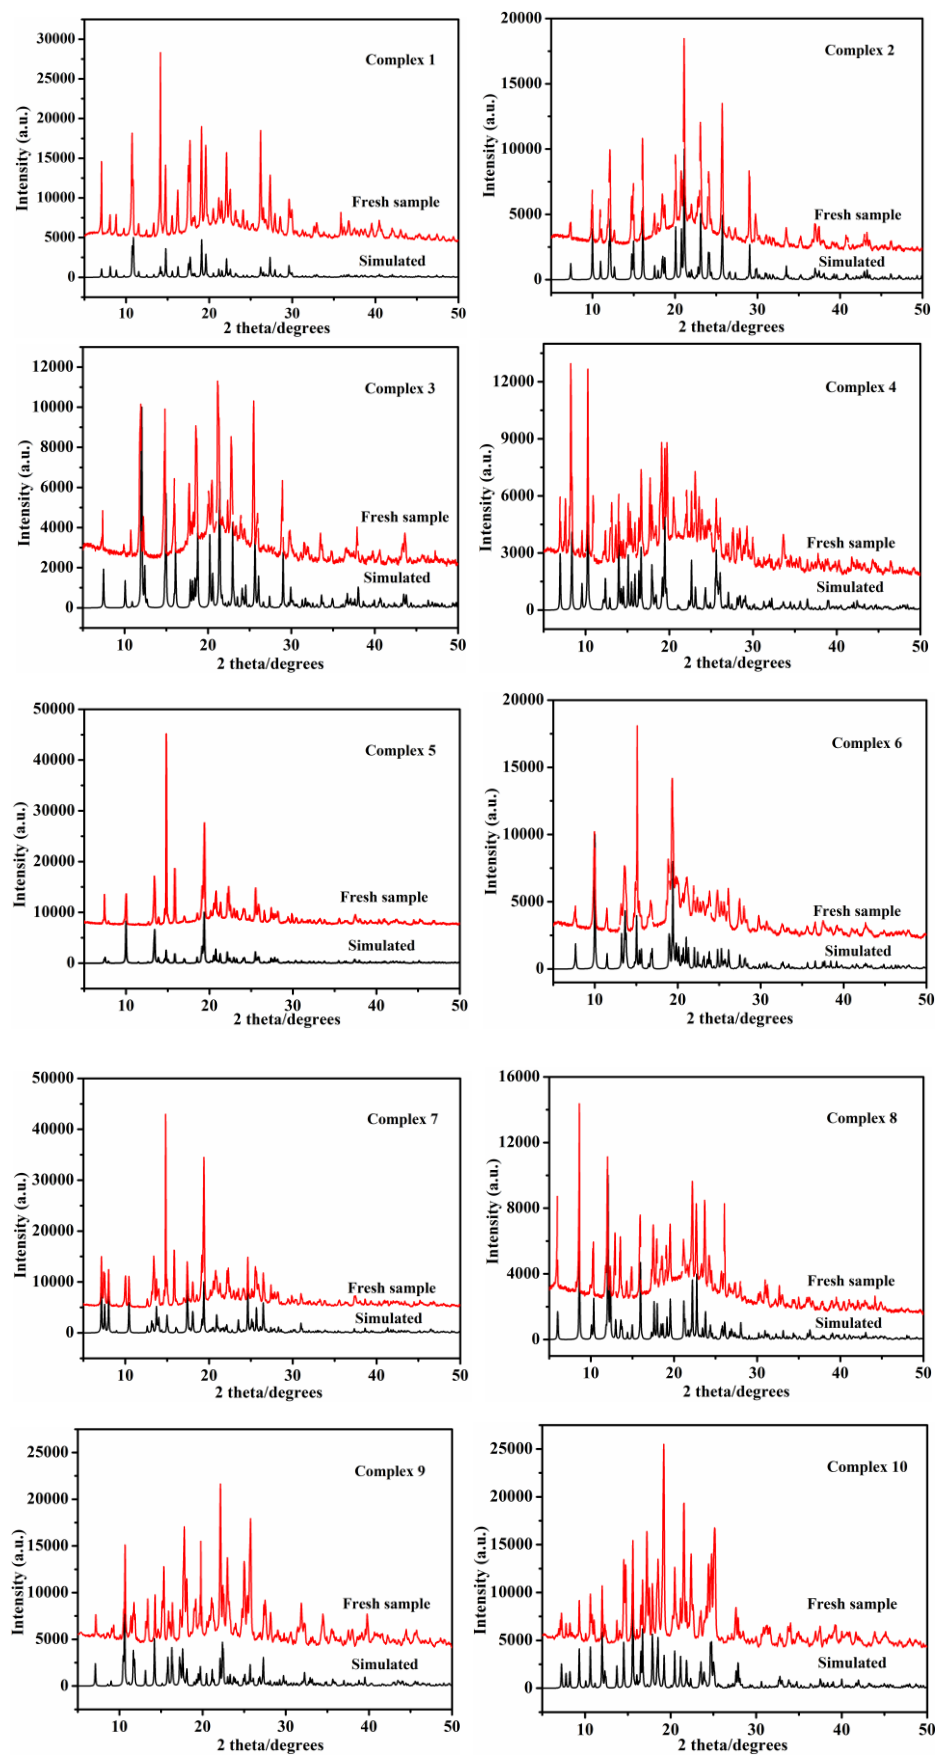 30000
25000
20000
15000
10000
5000
0
Intensity (a.u.)
Complex 1
Fresh sample
Simulated
10 20 30 40 50
2 theta/degrees
20000
15000
10000
5000
0
Intensity (a.u.)
Complex 2
Fresh sample
Simulated
10 20 30 40 50
2 theta/degrees
12000
10000
8000
6000
4000
2000
0
Intensity (a.u.)
Complex 3
Fresh sample
Simulated
10 20 30 40 50
2 theta/degrees
12000
9000
6000
3000
0
Intensity (a.u.)
Complex 4
Fresh sample
Simulated
10 20 30 40 50
2 theta/degrees
50000
40000
30000
20000
10000
0
Intensity (a.u.)
Complex 5
Fresh sample
Simulated
10 20 30 40 50
2 theta/degrees
20000
15000
10000
5000
0
Intensity (a.u.)
Complex 6
Fresh sample
Simulated
10 20 30 40 50
2 theta/degrees
50000
40000
30000
20000
10000
0
Intensity (a.u.)
Complex 7
Fresh sample
Simulated
10 20 30 40 50
2 theta/degrees
16000
12000
8000
4000
0
Intensity (a.u.)
Complex 8
Fresh sample
Simulated
10 20 30 40 50
2 theta/degrees
25000
20000
15000
10000
5000
0
Intensity (a.u.)
Complex 9
Fresh sample
Simulated
10 20 30 40 50
2 theta/degrees
25000
20000
15000
10000
5000
0
Intensity (a.u.)
Complex 10
Fresh sample
Simulated
10 20 30 40 50
2 theta/degrees